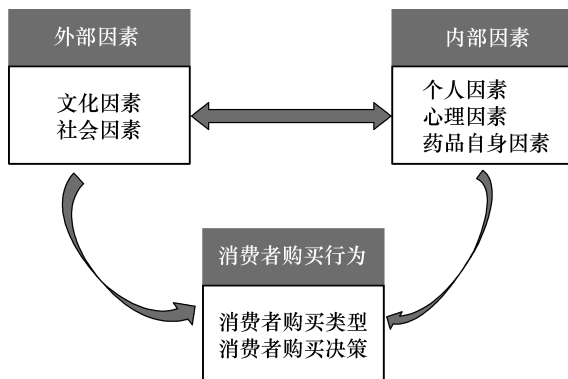 外部因素
文化因素
社会因素
内部因素
个人因素
心理因素
药品自身因素
消费者购买行为
消费者购买类型
消费者购买决策